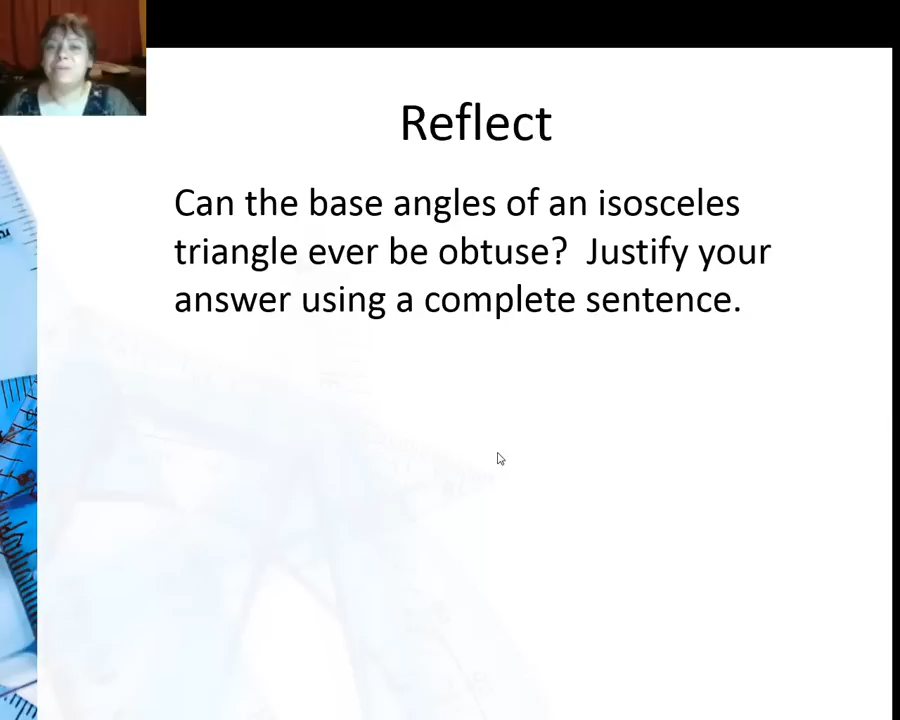 Reflect
Can the base angles of an isosceles
triangle ever be obtuse?  Justify your
answer using a complete sentence.